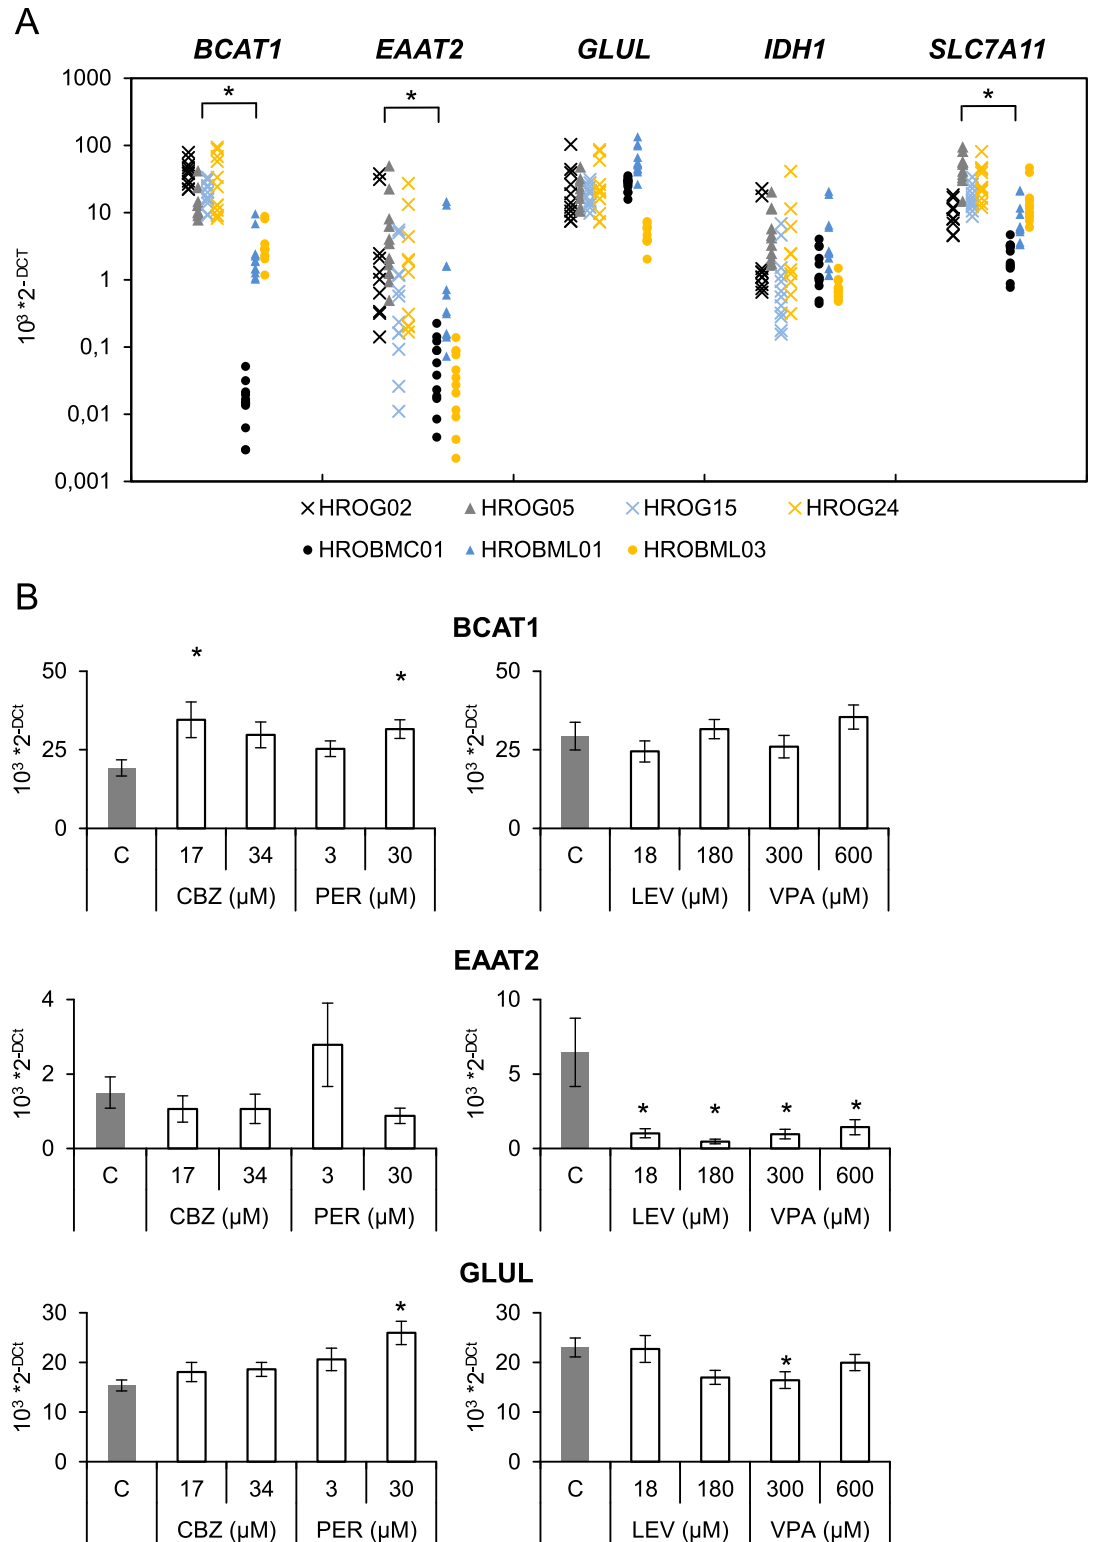 A
BCAT1 EAAT2 GLUL IDH1 SLC7A11
1000
* * *
100
10
1
0,1
0,01
0,001
10³ *2-DCT
HROG02 HROG05 HROG15 HROG24
HROBMC01 HROBML01 HROBML03
B
BCAT1
50 * * 50
25 25
0 0
10³ *2-DCt 10³ *2-DCt
C 17 34 3 30 C 18 180 300 600
CBZ (µM) PER (µM) LEV (µM) VPA (µM)
EAAT2
4 10
2 5
* * * *
0 0
10³ *2-DCt 10³ *2-DCt
C 17 34 3 30 C 18 180 300 600
CBZ (µM) PER (µM) LEV (µM) VPA (µM)
GLUL
30 * 30
20 20 *
10 10
0 0
10³ *2-DCt 10³ *2-DCt
C 17 34 3 30 C 18 180 300 600
CBZ (µM) PER (µM) LEV (µM) VPA (µM)